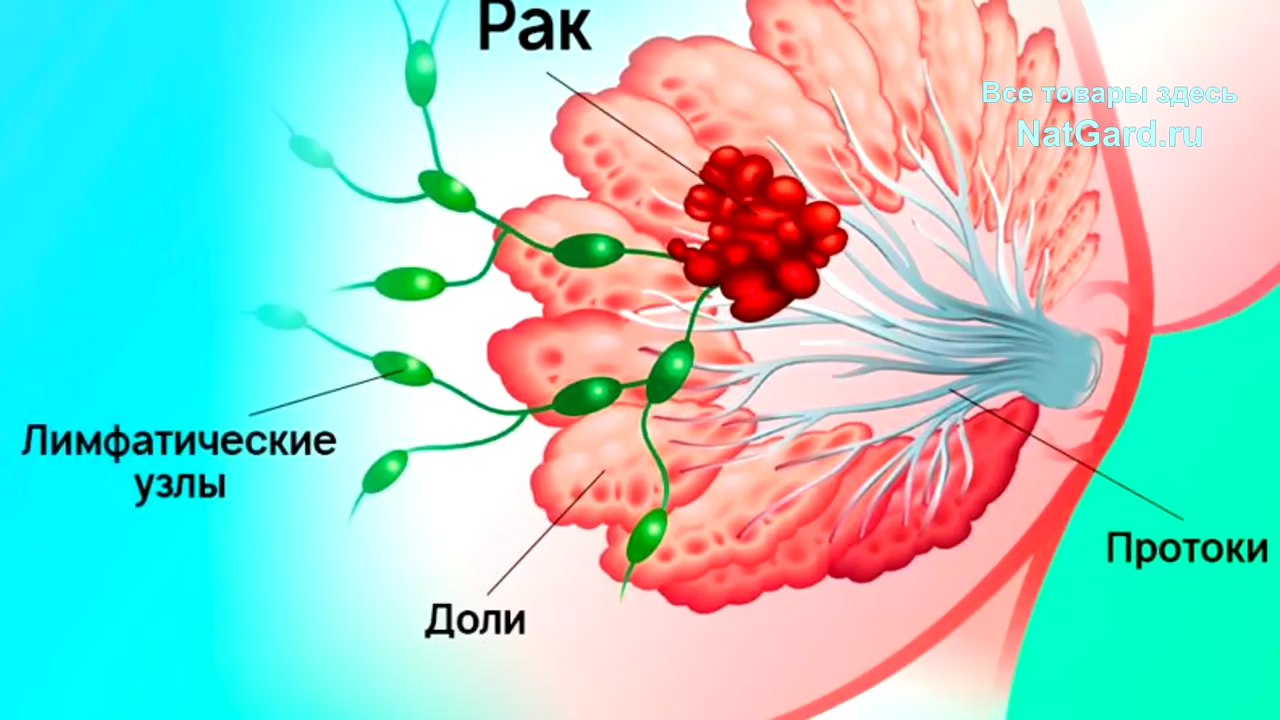 Рак
Все товары здесь
NatGard.ru
Лимфатические
узлы
Протоки
Доли